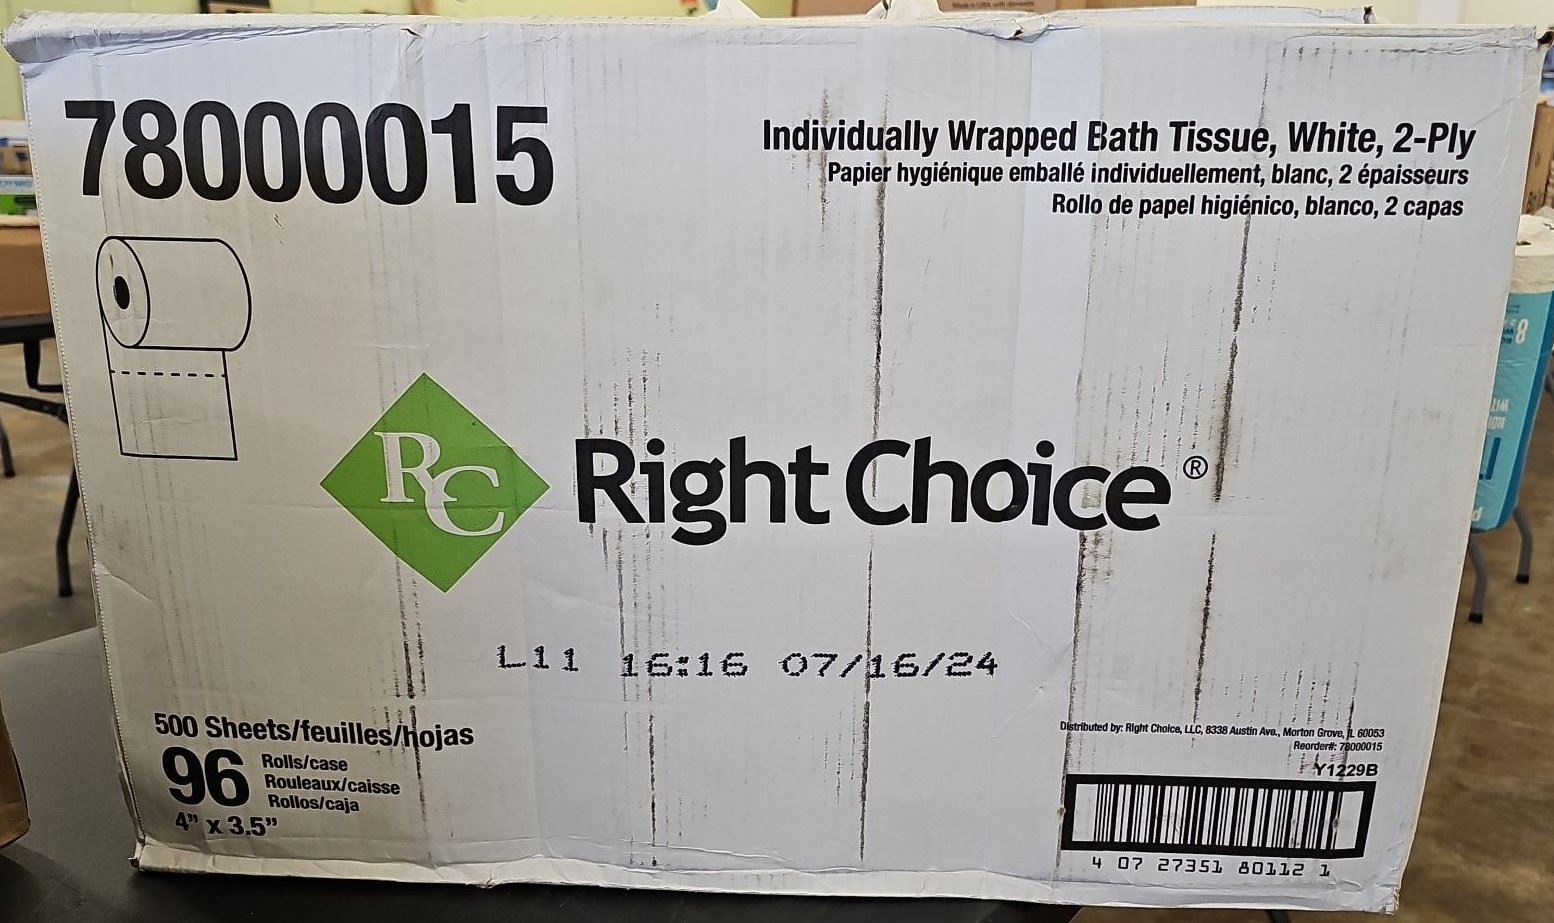 78000015
Individually Wrapped Bath Tissue, White, 2-Ply
Papier hygiénique emballé individuellement, blanc, 2 épaisseurs
Rollo de papel higiénico, blanco, 2 capas
RC Right Choice®
L11 16:16 07/16/24
500 Sheets/feuilles/hojas
96
Rolls/case
Rouleaux/caisse
Rollos/caja
4” x 3.5”
Distributed by: Right Choice, LLC, 8338 Austin Ave., Morton Grove, IL 60053
Reorder#: 78000015
Y1229B
4 07 27351 80112 1
8